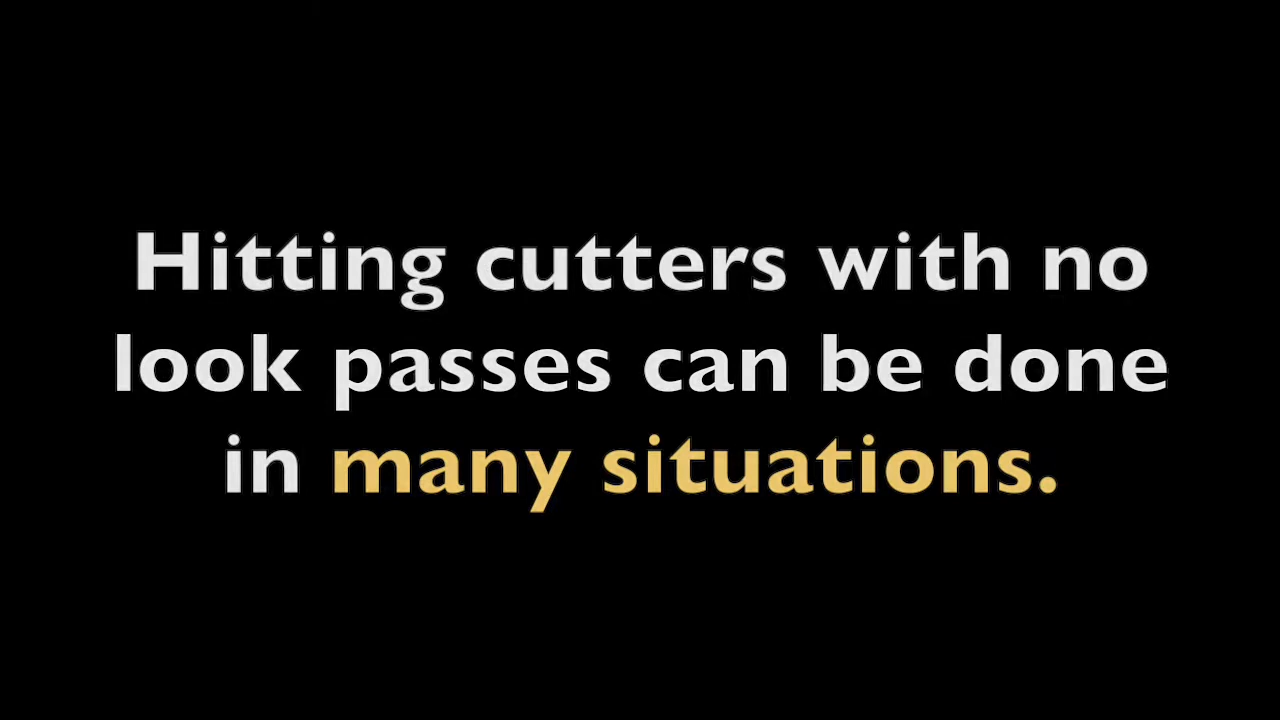 Hitting cutters with no
look passes can be done
in many situations.